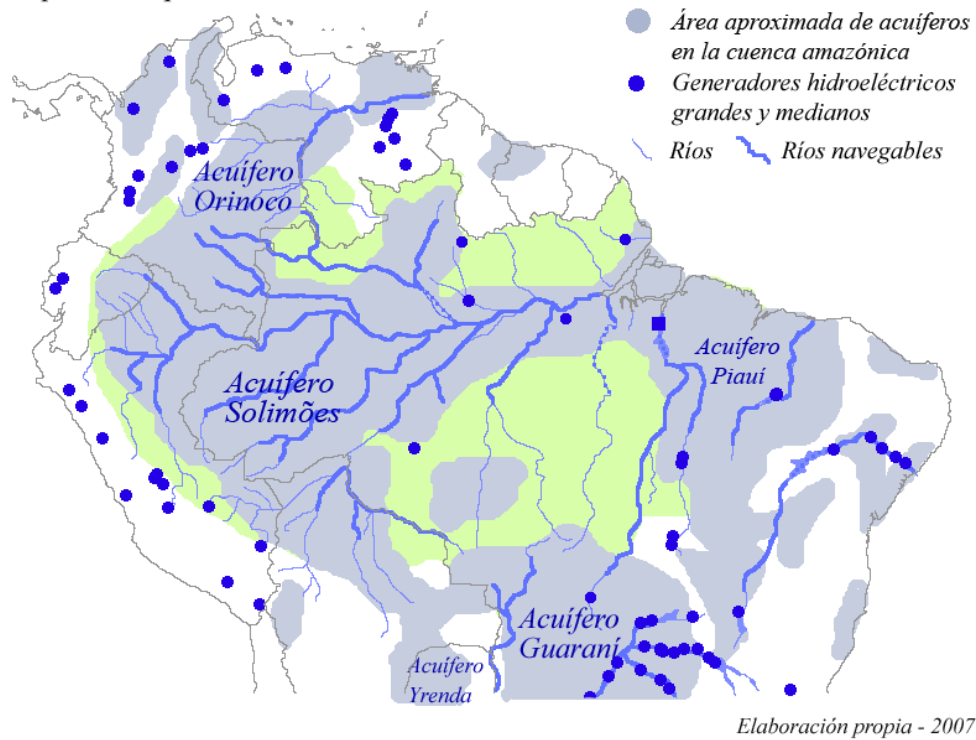 Área aproximada de acuíferos
en la cuenca amazónica
Generadores hidroeléctricos
grandes y medianos
Ríos
Ríos navegables
Acuífero
Orinoco
Acuífero
Piauí
Acuífero
Solimões
Acuífero
Guaraní
Acuífero
Yrenda
Elaboración propia - 2007